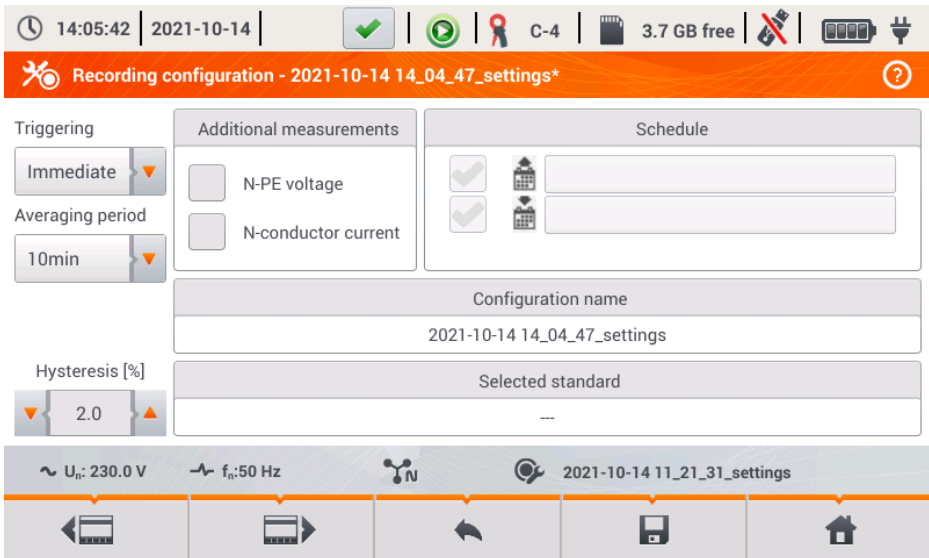 14:05:42 2021-10-14 C-4 3.7 GB free
Recording configuration - 2021-10-14 14_04_47_settings* ?
Triggering
Immediate
Averaging period
10min
Hysteresis [%]
2.0
Additional measurements
N-PE voltage
N-conductor current
Schedule
Configuration name
2021-10-14 14_04_47_settings
Selected standard
---
Un: 230.0 V fn:50 Hz N 2021-10-14 11_21_31_settings